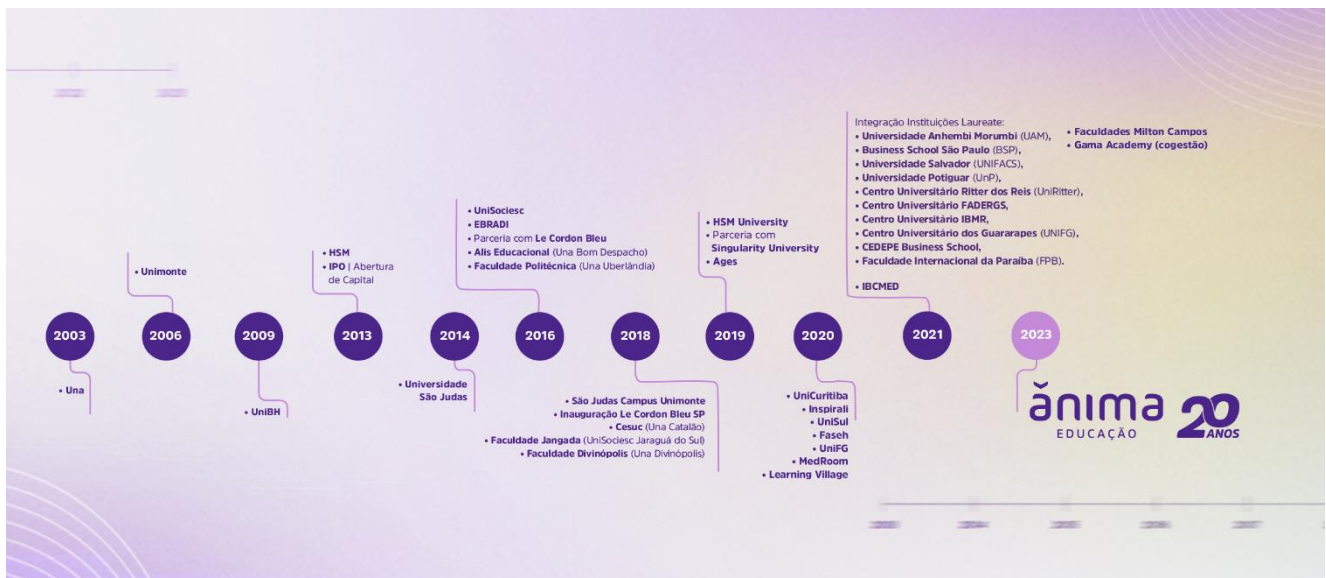 Integração Instituições Laureate:
• Universidade Anhembi Morumbi (UAM),
• Business School São Paulo (BSP),
• Universidade Salvador (UNIFACS),
• Universidade Potiguar (UnP),
• Centro Universitário Ritter dos Reis (UniRitter),
• Centro Universitário FADERGS,
• Centro Universitário IBMR,
• Centro Universitário dos Guararapes (UNIFG),
• CEDEPE Business School,
• Faculdade Internacional da Paraíba (FPB).
• IBCMED
• Faculdades Milton Campos
• Gama Academy (cogestão)
• UniSociesc
• EBRADI
• Parceria com Le Cordon Bleu
• Alis Educacional (Una Bom Despacho)
• Faculdade Politécnica (Una Uberlândia)
• HSM University
• Parceria com
Singularity University
• Ages
• HSM
• IPO | Abertura
de Capital
• Unimonte
2003
2006
2009
2013
2014
2016
2018
2019
2020
2021
2023
• Una
• UniBH
• Universidade
São Judas
• São Judas Campus Unimonte
• Inauguração Le Cordon Bleu SP
• Cesuc (Una Catalão)
• Faculdade Jangada (UniSociesc Jaraguá do Sul)
• Faculdade Divinópolis (Una Divinópolis)
• UniCuritiba
• Inspirali
• UniSul
• Faseh
• UniFG
• MedRoom
• Learning Village
ănima
EDUCAÇÃO
20
ANOS